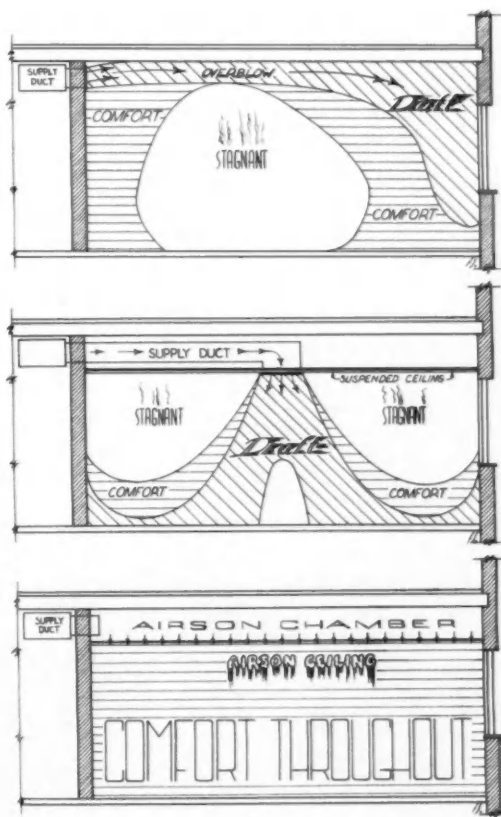 SUPPLY
DUCT
OVERBLOW
Draft
COMFORT
STAGNANT
COMFORT
SUPPLY DUCT
SUSPENDED CEILING
STAGNANT
STAGNANT
Draft
COMFORT
COMFORT
SUPPLY
DUCT
AIRSON CHAMBER
AIRSON CEILING
COMFORT THROUGHOUT